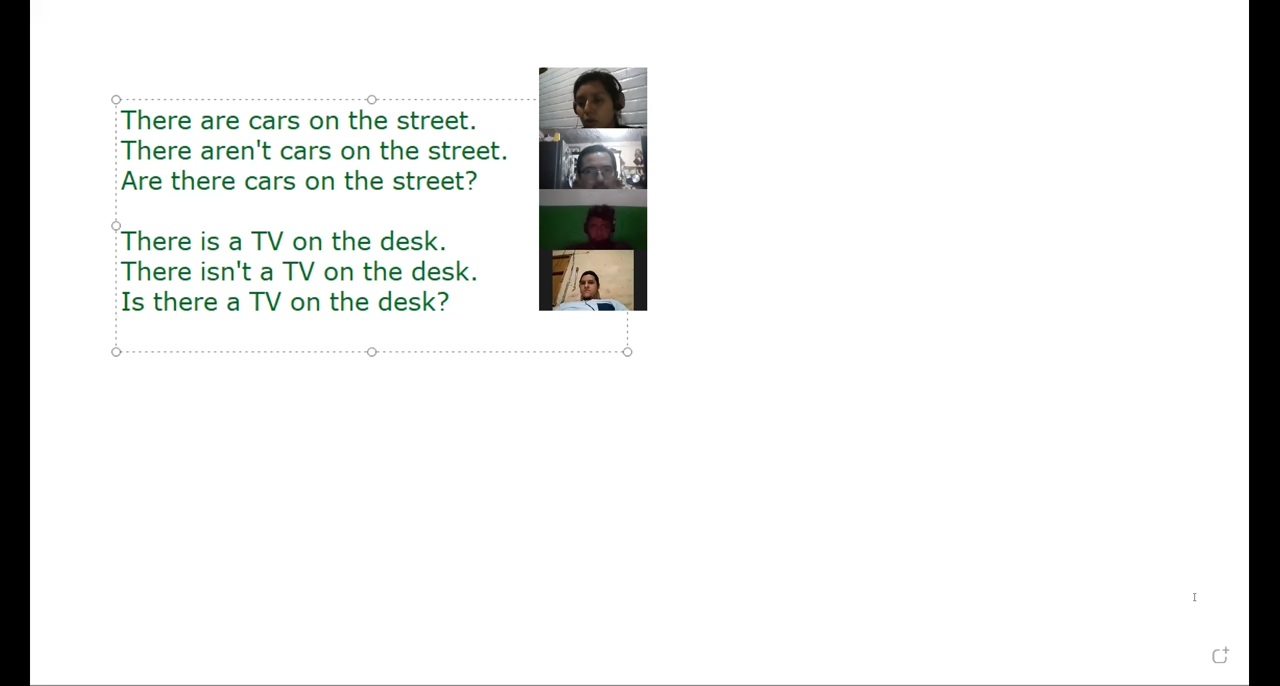 There are cars on the street.
There aren't cars on the street.
Are there cars on the street?
There is a TV on the desk.
There isn't a TV on the desk.
Is there a TV on the desk?